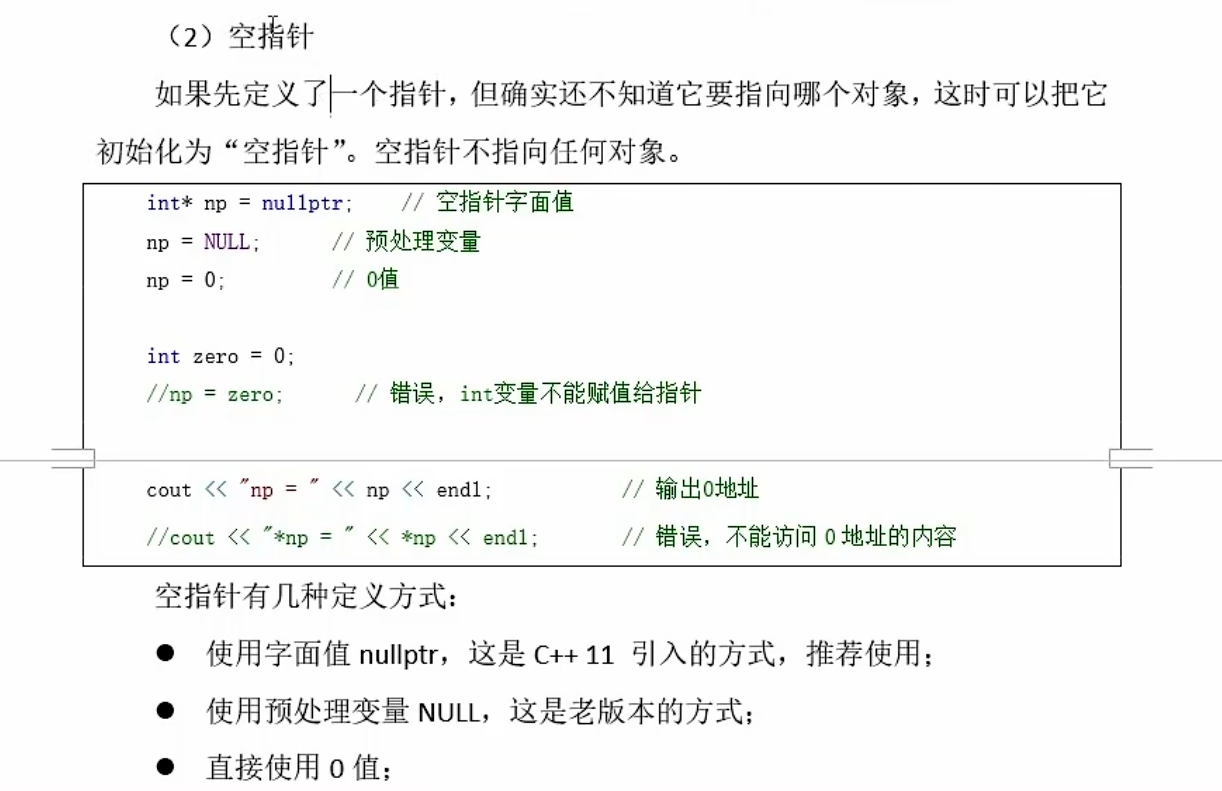 （2）空指针
如果先定义了一个指针，但确实还不知道它要指向哪个对象，这时可以把它
初始化为“空指针”。空指针不指向任何对象。
int* np = nullptr;    // 空指针字面值
np = NULL;    // 预处理变量
np = 0;    // 0值
int zero = 0;
//np = zero;    // 错误，int变量不能赋值给指针
cout << "np = " << np << endl;    // 输出0地址
//cout << "*np = " << *np << endl;    // 错误，不能访问 0 地址的内容
空指针有几种定义方式：
● 使用字面值 nullptr，这是 C++ 11 引入的方式，推荐使用；
● 使用预处理变量 NULL，这是老版本的方式；
● 直接使用 0 值；